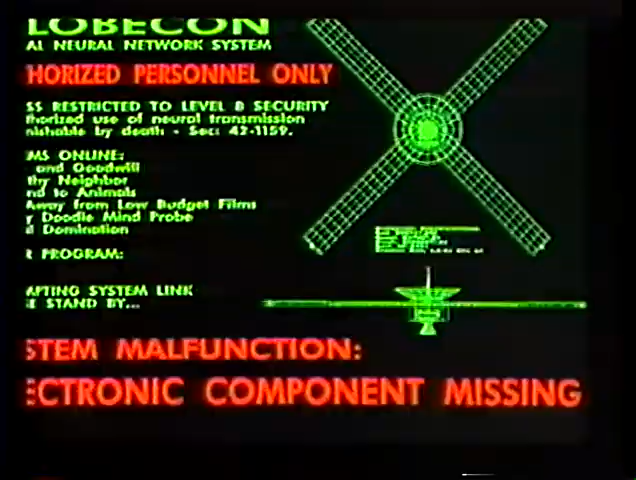 LOBECON
AL NEURAL NETWORK SYSTEM
HORIZED PERSONNEL ONLY
SS RESTRICTED TO LEVEL 8 SECURITY
thorized use of neural transmission
nishable by death - Sec: 42-1159.
MS ONLINE:
and Goodwill
thy Neighbor
nd to Animals
Away from Low Budget Films
y Doodle Mind Probe
l Domination
R PROGRAM:
MPTING SYSTEM LINK
E STAND BY...
STEM MALFUNCTION:
ECTRONIC COMPONENT MISSING